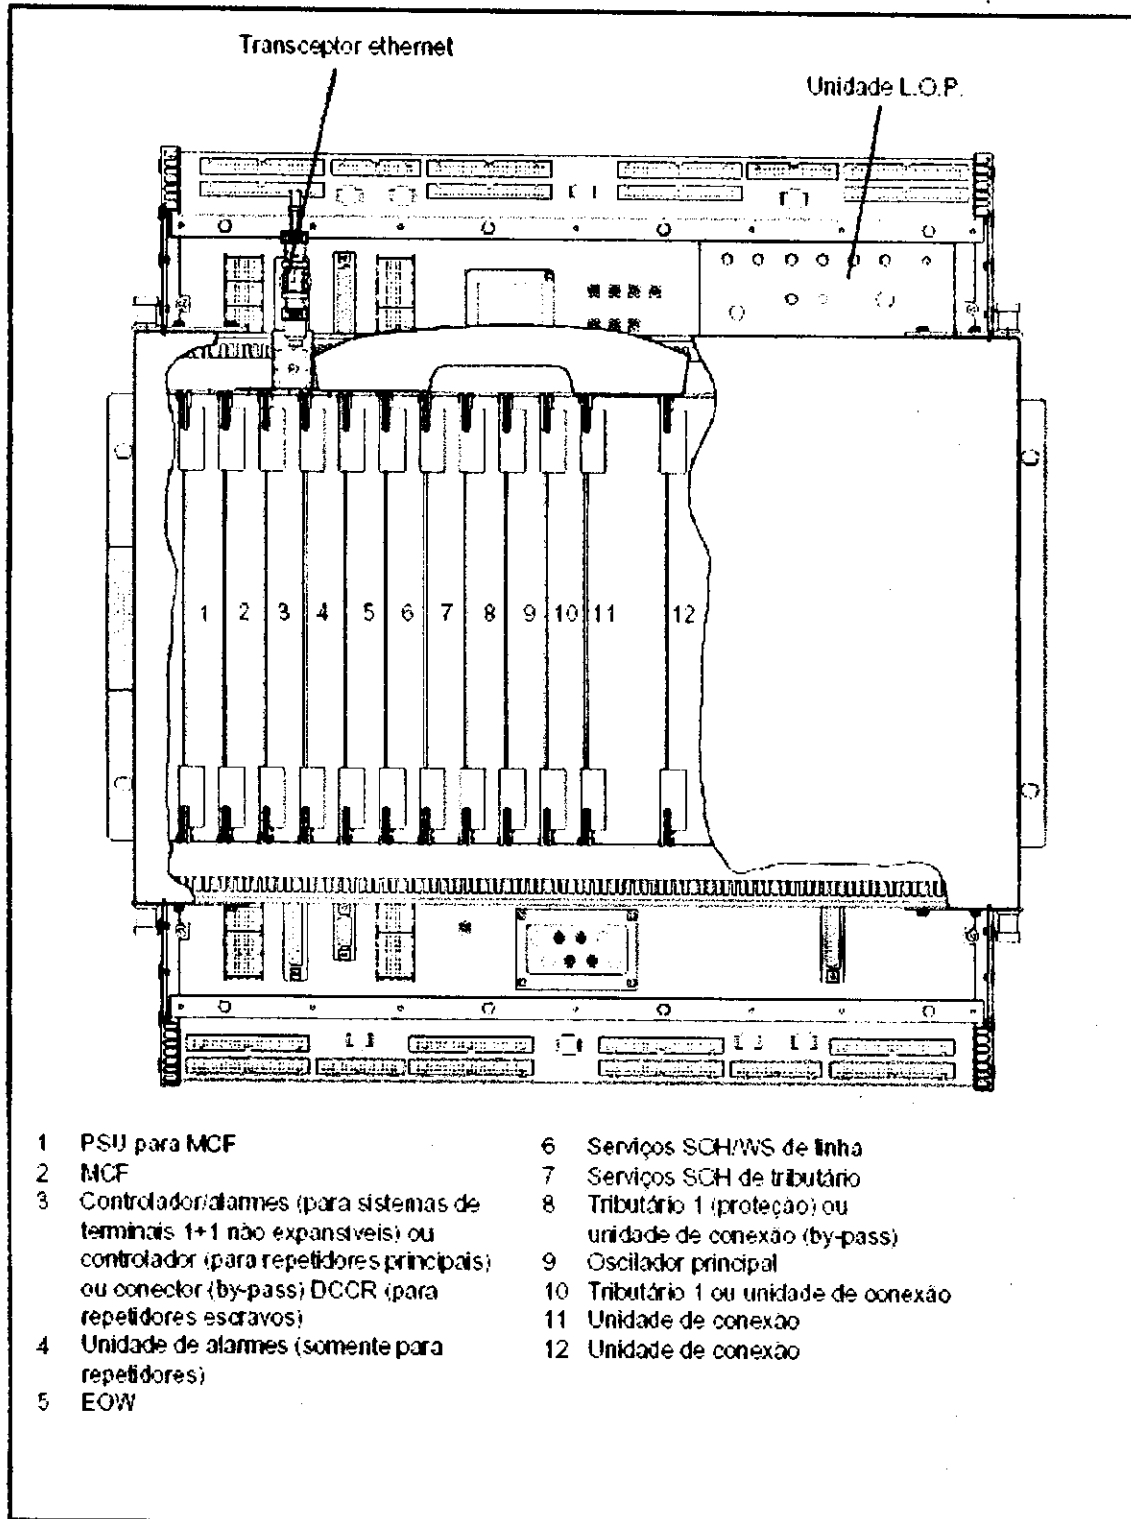 Transceptor ethernet
Unidade L.O.P.
1 2 3 4 5 6 7 8 9 10 11 12
1 PSU para MCF
2 MCF
3 Controlador/alarmes (para sistemas de
terminais 1+1 não expansíveis) ou
controlador (para repetidores principais)
ou conector (by-pass) DCCR (para
repetidores escravos)
4 Unidade de alarmes (somente para
repetidores)
5 EOW
6 Serviços SCH/WS de linha
7 Serviços SCH de tributário
8 Tributário 1 (proteção) ou
unidade de conexão (by-pass)
9 Oscilador principal
10 Tributário 1 ou unidade de conexão
11 Unidade de conexão
12 Unidade de conexão